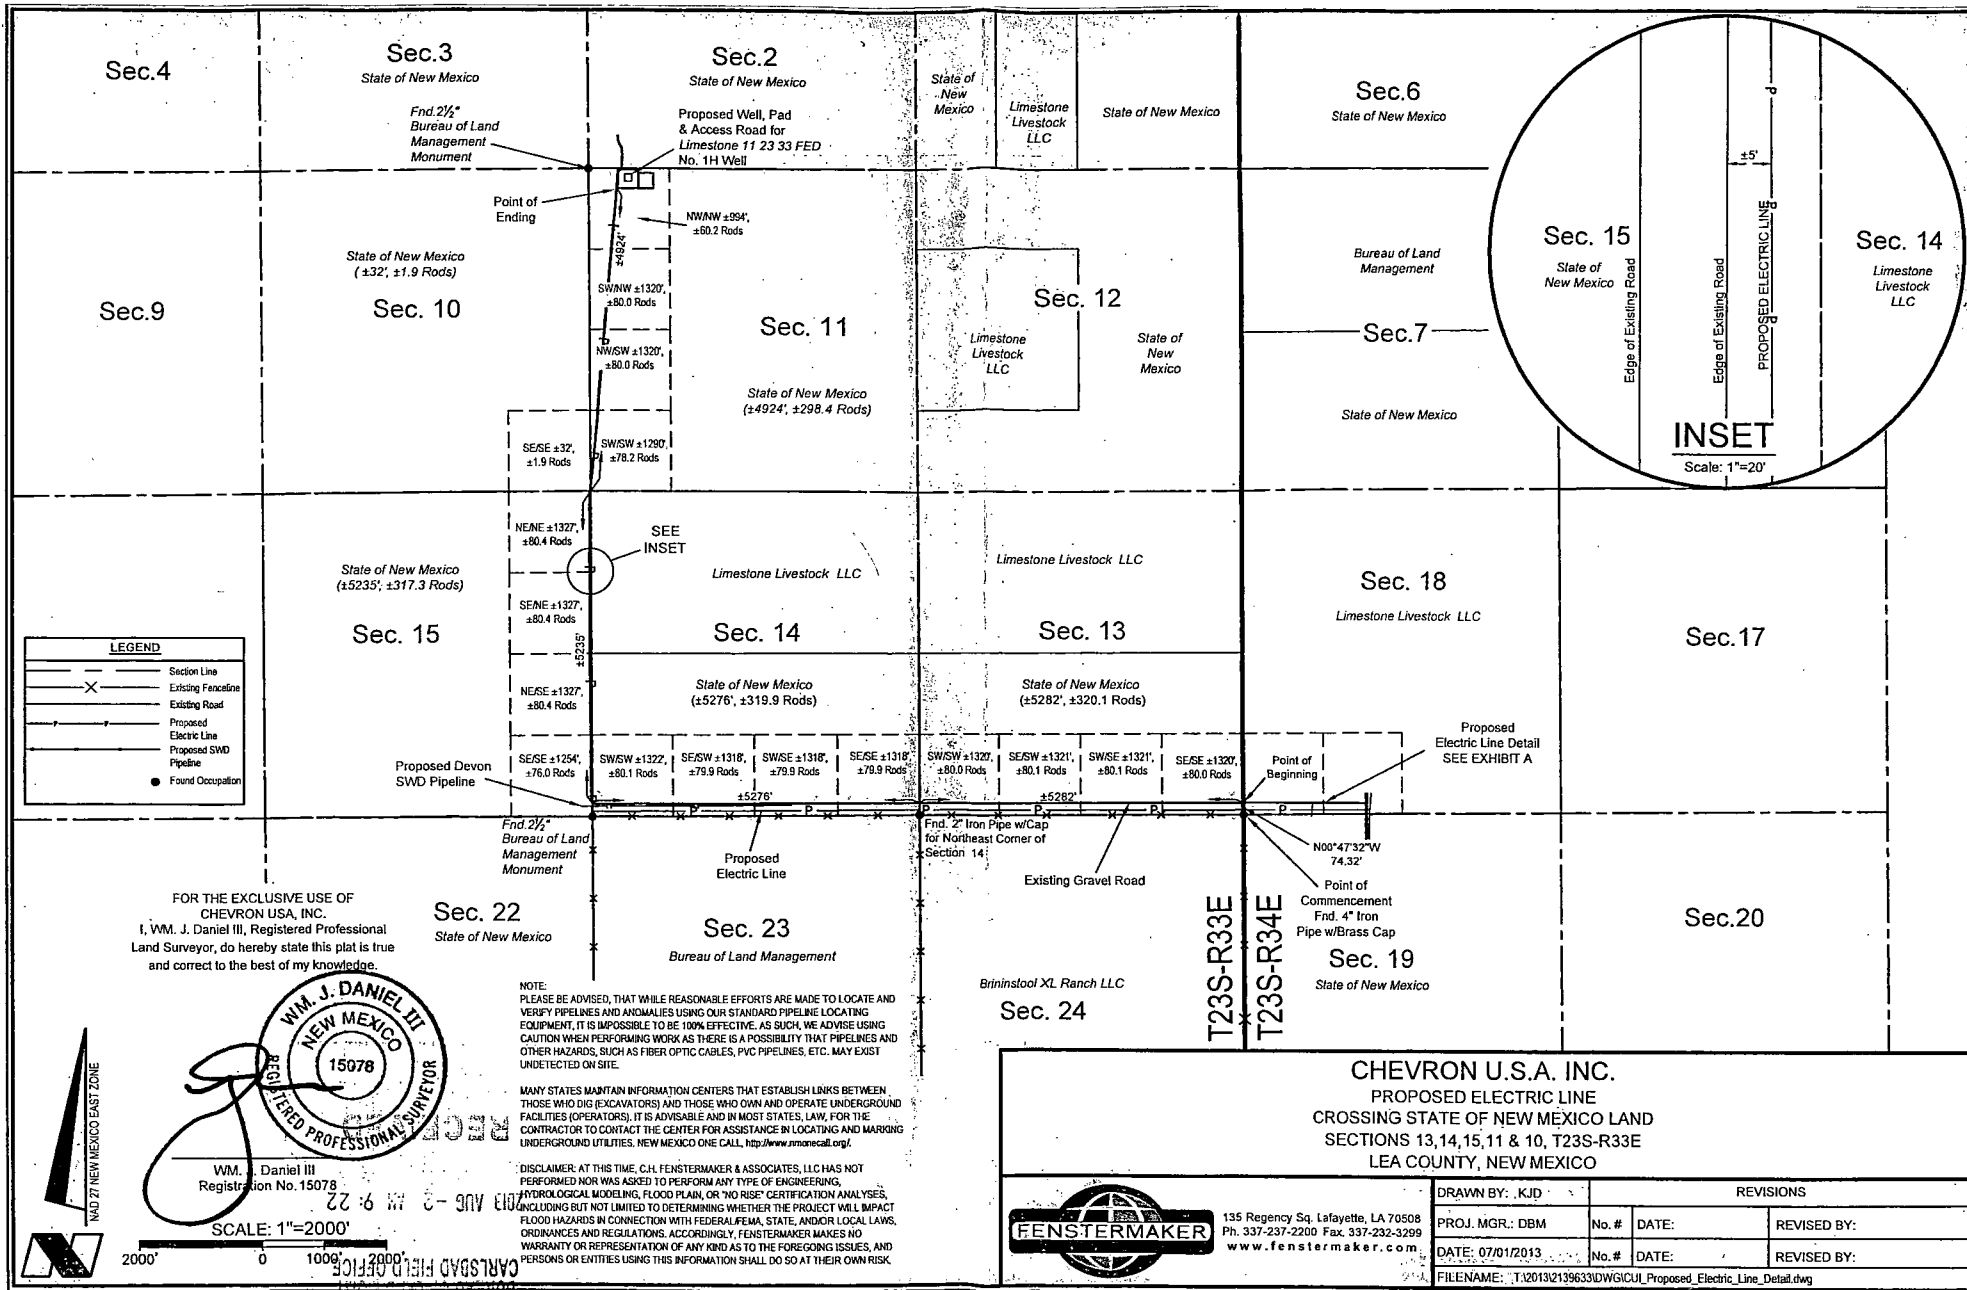 Sec.4
Sec.3
State of New Mexico
Sec.2
State of New Mexico
State of
New
Mexico
Limestone
Livestock
LLC
State of New Mexico
Sec.6
State of New Mexico
Fnd.2½"
Bureau of Land
Management
Monument
Proposed Well, Pad
& Access Road for
Limestone 11 23 33 FED
No. 1H Well
Point of
Ending
NW/NW ±994',
±60.2 Rods
±4924'
State of New Mexico
( ±32', ±1.9 Rods)
Sec.9
Sec. 10
SW/NW ±1320',
±80.0 Rods
NW/SW ±1320',
±80.0 Rods
Sec. 11
State of New Mexico
(±4924', ±298.4 Rods)
Sec. 12
Limestone
Livestock
LLC
State of
New
Mexico
Bureau of Land
Management
Sec.7
State of New Mexico
SE/SE ±32',
±1.9 Rods
SW/SW ±1290',
±78.2 Rods
±5'
Sec. 15
State of
New Mexico
Edge of Existing Road
Edge of Existing Road
PROPOSED ELECTRIC LINE
P
P
P
Sec. 14
Limestone
Livestock
LLC
INSET
Scale: 1"=20'
NE/NE ±1327',
±80.4 Rods
SEE
INSET
State of New Mexico
(±5235', ±317.3 Rods)
Sec. 15
SE/NE ±1327',
±80.4 Rods
±5235'
NE/SE ±1327',
±80.4 Rods
Limestone Livestock LLC
Sec. 14
State of New Mexico
(±5276', ±319.9 Rods)
Limestone Livestock LLC
Sec. 13
State of New Mexico
(±5282', ±320.1 Rods)
Sec. 18
Limestone Livestock LLC
Sec.17
LEGEND
Section Line
Existing Fenceline
Existing Road
Proposed
Electric Line
Proposed SWD
Pipeline
Found Occupation
Proposed Devon
SWD Pipeline
SE/SE ±1254',
±76.0 Rods
SW/SW ±1322',
±80.1 Rods
SE/SW ±1318',
±79.9 Rods
SW/SE ±1318',
±79.9 Rods
SE/SE ±1318'
±79.9 Rods
SW/SW ±1320',
±80.0 Rods
SE/SW ±1321',
±80.1 Rods
SW/SE ±1321',
±80.1 Rods
SE/SE ±1320',
±80.0 Rods
Point of
Beginning
Proposed
Electric Line Detail
SEE EXHIBIT A
±5276'
±5282'
P
P
P
P
P
P
Fnd.2½"
Bureau of Land
Management
Monument
Proposed
Electric Line
Fnd. 2" Iron Pipe w/Cap
for Northeast Corner of
Section 14
Existing Gravel Road
N00°47'32"W
74.32'
Point of
Commencement
Fnd. 4" Iron
Pipe w/Brass Cap
Sec. 22
State of New Mexico
Sec. 23
Bureau of Land Management
Brininstool XL Ranch LLC
Sec. 24
T23S-R33E
T23S-R34E
Sec. 19
State of New Mexico
Sec.20
FOR THE EXCLUSIVE USE OF
CHEVRON USA, INC.
I, WM. J. Daniel III, Registered Professional
Land Surveyor, do hereby state this plat is true
and correct to the best of my knowledge.
WM. J. DANIEL III
NEW MEXICO
15078
REGISTERED PROFESSIONAL SURVEYOR
WM. J. Daniel III
Registration No. 15078
NAD 27 NEW MEXICO EAST ZONE
SCALE: 1"=2000'
2000' 0 1000' 2000'
RECEIVED
2013 AUG -2 AM 9:22
CARLSBAD FIELD OFFICE
NOTE:
PLEASE BE ADVISED, THAT WHILE REASONABLE EFFORTS ARE MADE TO LOCATE AND
VERIFY PIPELINES AND ANOMALIES USING OUR STANDARD PIPELINE LOCATING
EQUIPMENT, IT IS IMPOSSIBLE TO BE 100% EFFECTIVE. AS SUCH, WE ADVISE USING
CAUTION WHEN PERFORMING WORK AS THERE IS A POSSIBILITY THAT PIPELINES AND
OTHER HAZARDS, SUCH AS FIBER OPTIC CABLES, PVC PIPELINES, ETC. MAY EXIST
UNDETECTED ON SITE.
MANY STATES MAINTAIN INFORMATION CENTERS THAT ESTABLISH LINKS BETWEEN
THOSE WHO DIG (EXCAVATORS) AND THOSE WHO OWN AND OPERATE UNDERGROUND
FACILITIES (OPERATORS). IT IS ADVISABLE AND IN MOST STATES, LAW, FOR THE
CONTRACTOR TO CONTACT THE CENTER FOR ASSISTANCE IN LOCATING AND MARKING
UNDERGROUND UTILITIES. NEW MEXICO ONE CALL, http://www.nmonecall.org/.
DISCLAIMER: AT THIS TIME, C.H. FENSTERMAKER & ASSOCIATES, LLC HAS NOT
PERFORMED NOR WAS ASKED TO PERFORM ANY TYPE OF ENGINEERING,
HYDROLOGICAL MODELING, FLOOD PLAIN, OR "NO RISE" CERTIFICATION ANALYSES,
INCLUDING BUT NOT LIMITED TO DETERMINING WHETHER THE PROJECT WILL IMPACT
FLOOD HAZARDS IN CONNECTION WITH FEDERAL/FEMA, STATE, AND/OR LOCAL LAWS,
ORDINANCES AND REGULATIONS. ACCORDINGLY, FENSTERMAKER MAKES NO
WARRANTY OR REPRESENTATION OF ANY KIND AS TO THE FOREGOING ISSUES, AND
PERSONS OR ENTITIES USING THIS INFORMATION SHALL DO SO AT THEIR OWN RISK.
CHEVRON U.S.A. INC.
PROPOSED ELECTRIC LINE
CROSSING STATE OF NEW MEXICO LAND
SECTIONS 13,14,15,11 & 10, T23S-R33E
LEA COUNTY, NEW MEXICO
FENSTERMAKER
135 Regency Sq. Lafayette, LA 70508
Ph. 337-237-2200 Fax. 337-232-3299
www.fenstermaker.com
DRAWN BY: KJD
REVISIONS
PROJ. MGR.: DBM
No. # DATE: REVISED BY:
DATE: 07/01/2013
No. # DATE: REVISED BY:
FILENAME: T:\2013\2139633\DWG\CUI_Proposed_Electric_Line_Detail.dwg